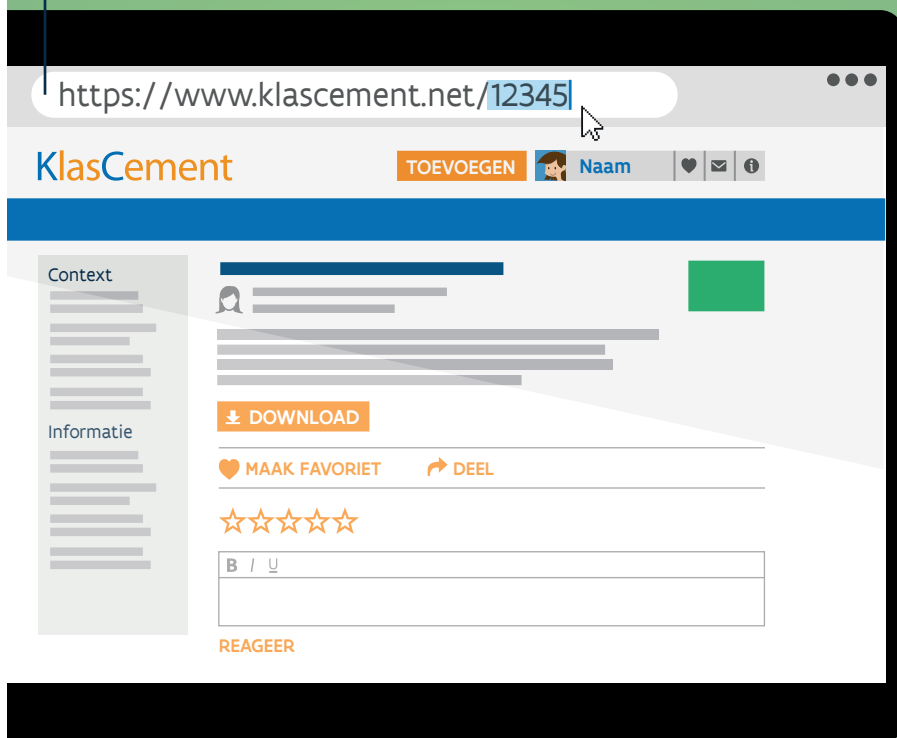 https://www.klascement.net/12345
KlasCement
TOEVOEGEN
Naam
Context
DOWNLOAD
Informatie
MAAK FAVORIET
DEEL
B I U
REAGEER